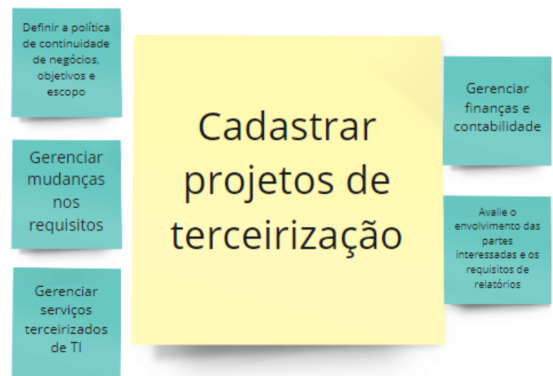 Definir a política
de continuidade
de negócios,
objetivos e
escopo
Gerenciar
mudanças
nos
requisitos
Gerenciar
serviços
terceirizados
de TI
Cadastrar
projetos de
terceirização
Gerenciar
finanças e
contabilidade
Avalie o
envolvimento das
partes
interessadas e os
requisitos de
relatórios